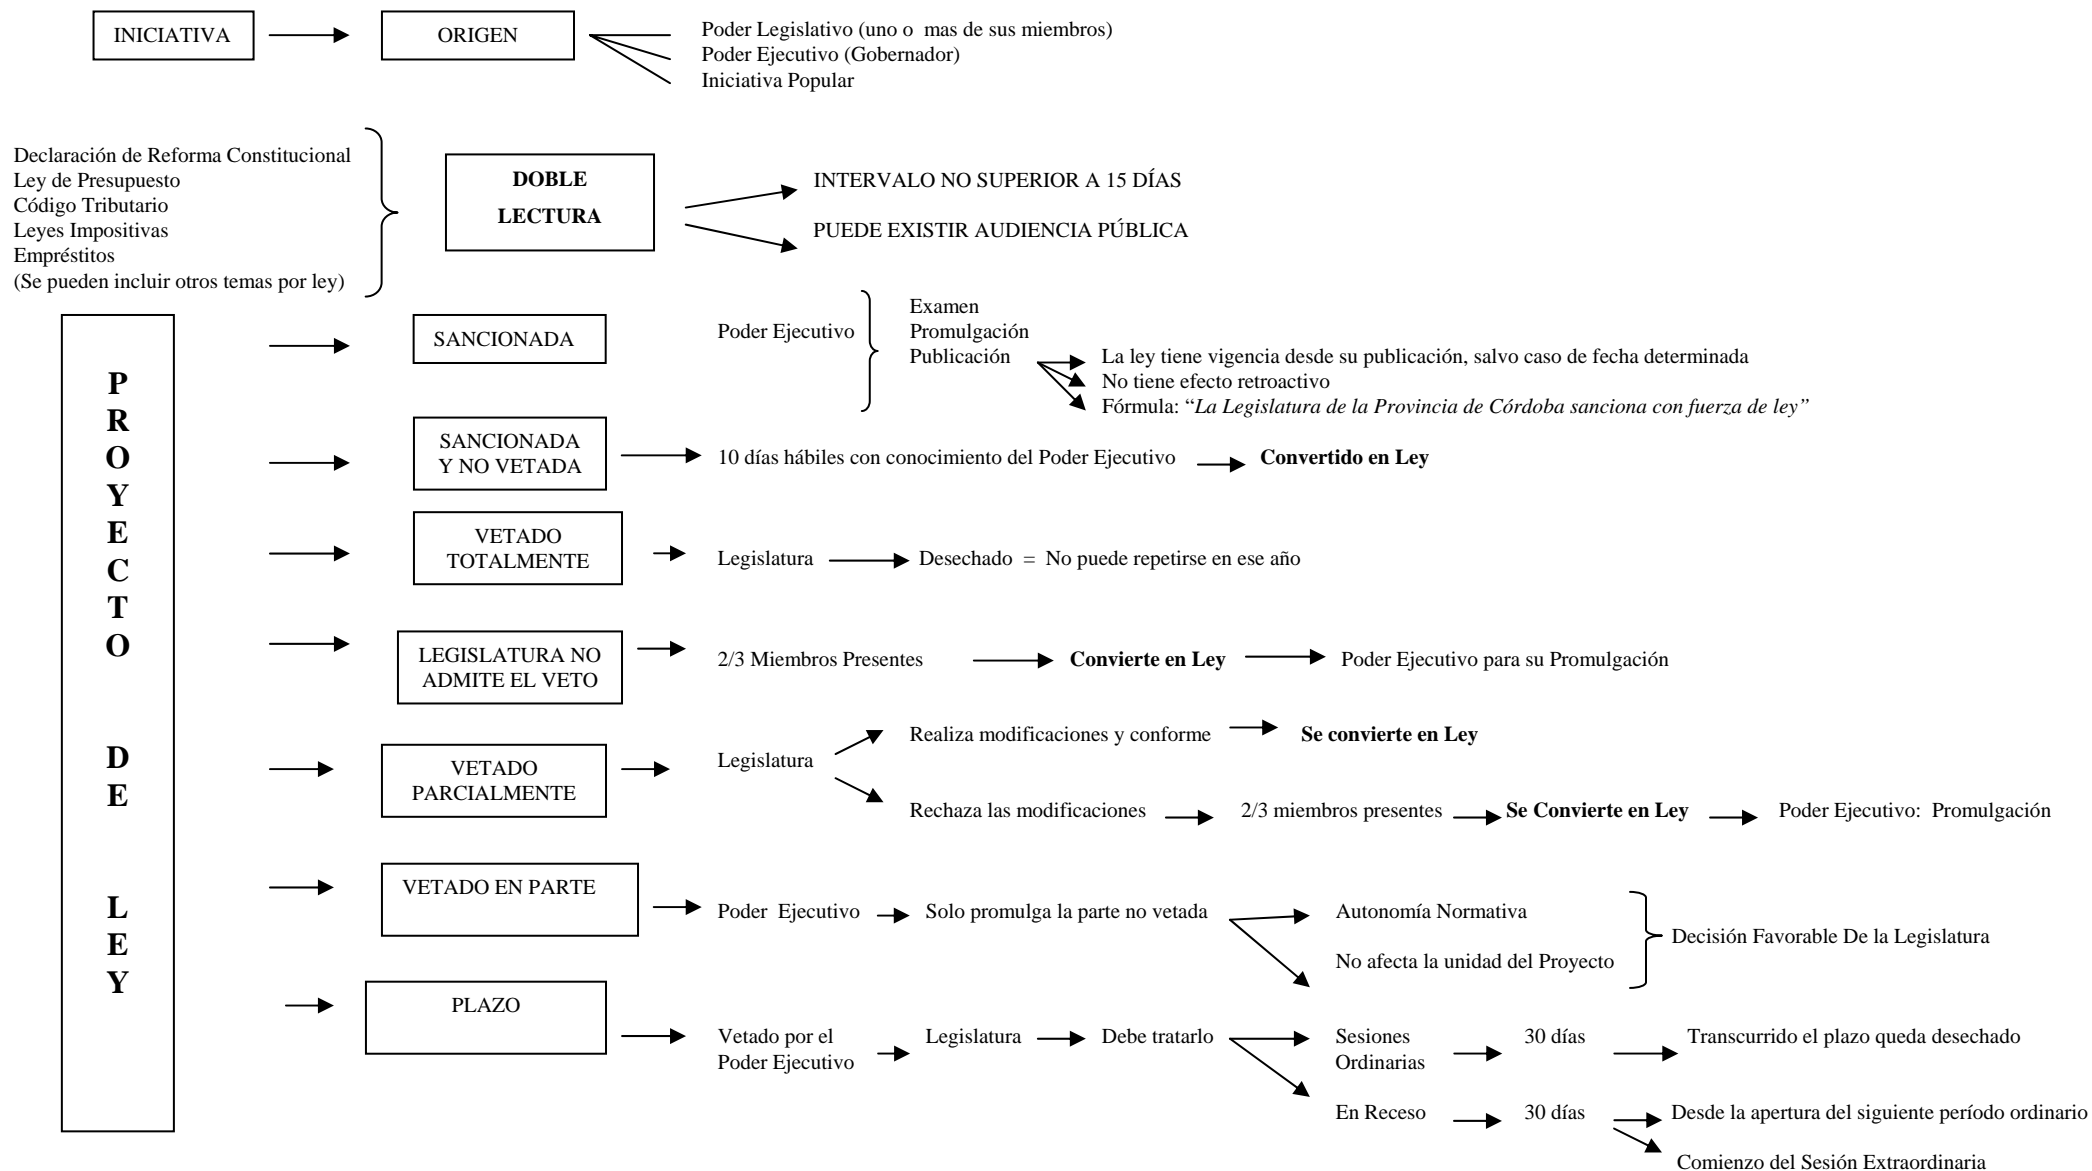 INICIATIVA
ORIGEN
Poder Legislativo (uno o  mas de sus miembros)
Poder Ejecutivo (Gobernador)
Iniciativa Popular
Declaración de Reforma Constitucional
Ley de Presupuesto
Código Tributario
Leyes Impositivas
Empréstitos
(Se pueden incluir otros temas por ley)
DOBLE
LECTURA
INTERVALO NO SUPERIOR A 15 DÍAS
PUEDE EXISTIR AUDIENCIA PÚBLICA
PROYECTO
DE
LEY
SANCIONADA
Poder Ejecutivo
Examen
Promulgación
Publicación
La ley tiene vigencia desde su publicación, salvo caso de fecha determinada
No tiene efecto retroactivo
Fórmula: “La Legislatura de la Provincia de Córdoba sanciona con fuerza de ley”
SANCIONADA
Y NO VETADA
10 días hábiles con conocimiento del Poder Ejecutivo
Convertido en Ley
VETADO
TOTALMENTE
Legislatura
Desechado  =  No puede repetirse en ese año
LEGISLATURA NO
ADMITE EL VETO
2/3 Miembros Presentes
Convierte en Ley
Poder Ejecutivo para su Promulgación
VETADO
PARCIALMENTE
Legislatura
Realiza modificaciones y conforme
Se convierte en Ley
Rechaza las modificaciones
2/3 miembros presentes
Se Convierte en Ley
Poder Ejecutivo:  Promulgación
VETADO EN PARTE
Poder  Ejecutivo
Solo promulga la parte no vetada
Autonomía Normativa
No afecta la unidad del Proyecto
Decisión Favorable De la Legislatura
PLAZO
Vetado por el
Poder Ejecutivo
Legislatura
Debe tratarlo
Sesiones
Ordinarias
30 días
Transcurrido el plazo queda desechado
En Receso
30 días
Desde la apertura del siguiente período ordinario
Comienzo del Sesión Extraordinaria